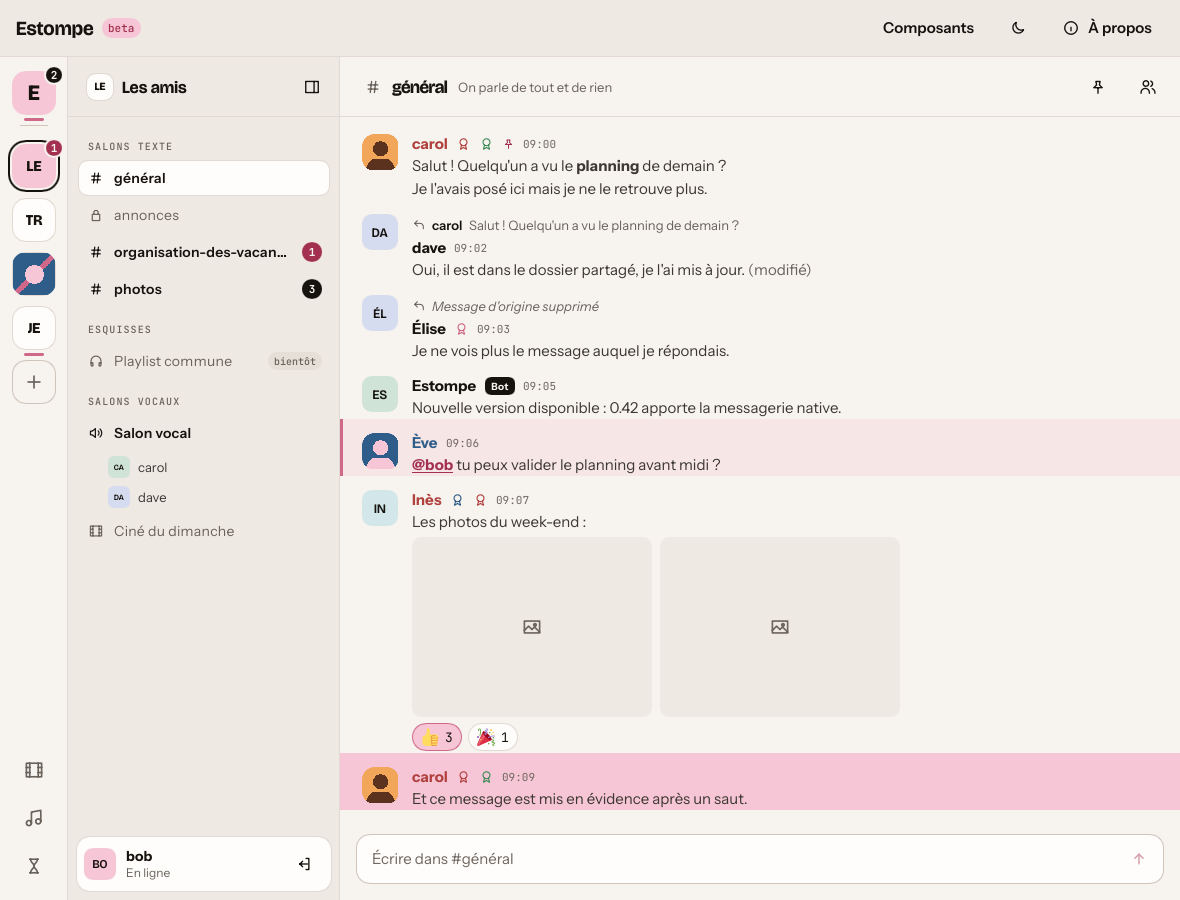 Estompe beta
Composants
À propos
E 2
LE 1
TR
JE
LE Les amis
SALONS TEXTE
# général
annonces
# organisation-des-vacan... 1
# photos 3
ESQUISSES
Playlist commune bientôt
SALONS VOCAUX
Salon vocal
CA carol
DA dave
Ciné du dimanche
BO bob
En ligne
# général On parle de tout et de rien
carol 09:00
Salut ! Quelqu'un a vu le planning de demain ?
Je l'avais posé ici mais je ne le retrouve plus.
DA
carol Salut ! Quelqu'un a vu le planning de demain ?
dave 09:02
Oui, il est dans le dossier partagé, je l'ai mis à jour. (modifié)
ÉL
Message d'origine supprimé
Élise 09:03
Je ne vois plus le message auquel je répondais.
ES
Estompe Bot 09:05
Nouvelle version disponible : 0.42 apporte la messagerie native.
Ève 09:06
@bob tu peux valider le planning avant midi ?
IN
Inès 09:07
Les photos du week-end :
👍 3 🎉 1
carol 09:09
Et ce message est mis en évidence après un saut.
Écrire dans #général